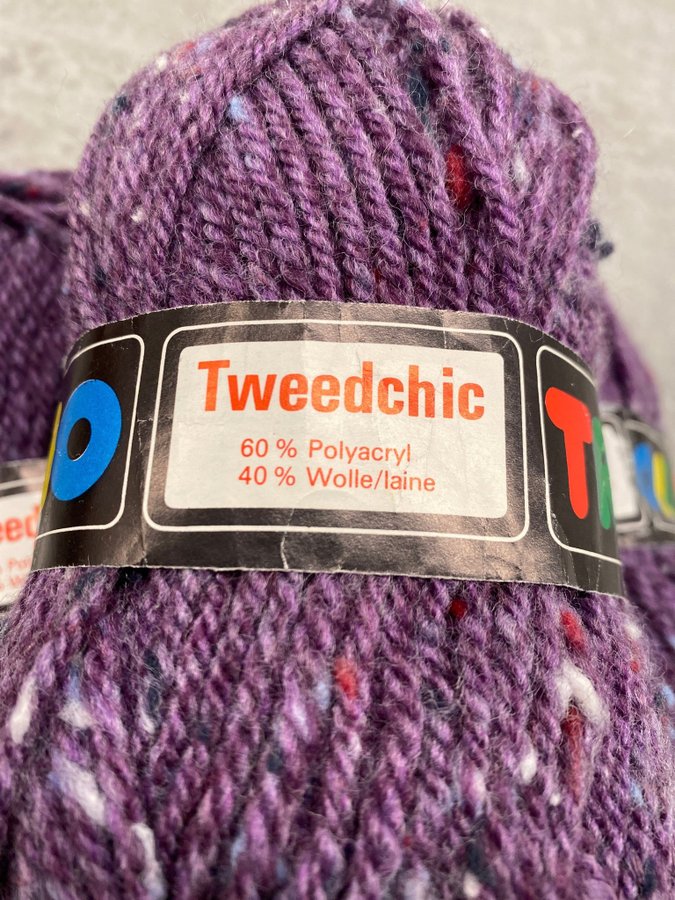 Tweedchic
60 % Polyacryl
40 % Wolle/laine